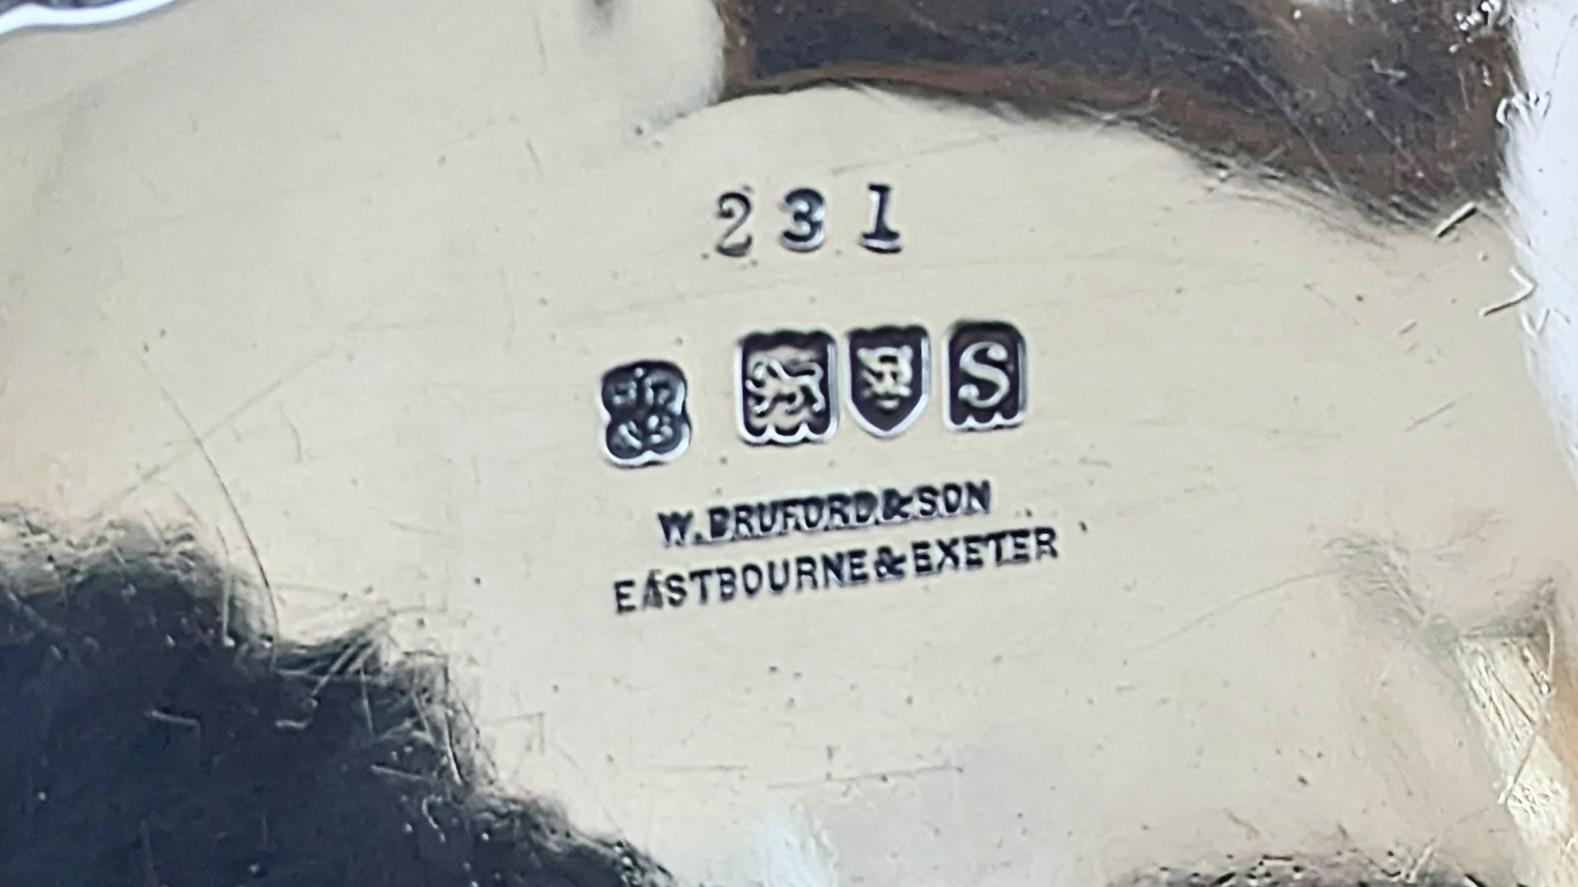 231
S
W. BRUFORD & SON
EASTBOURNE & EXETER